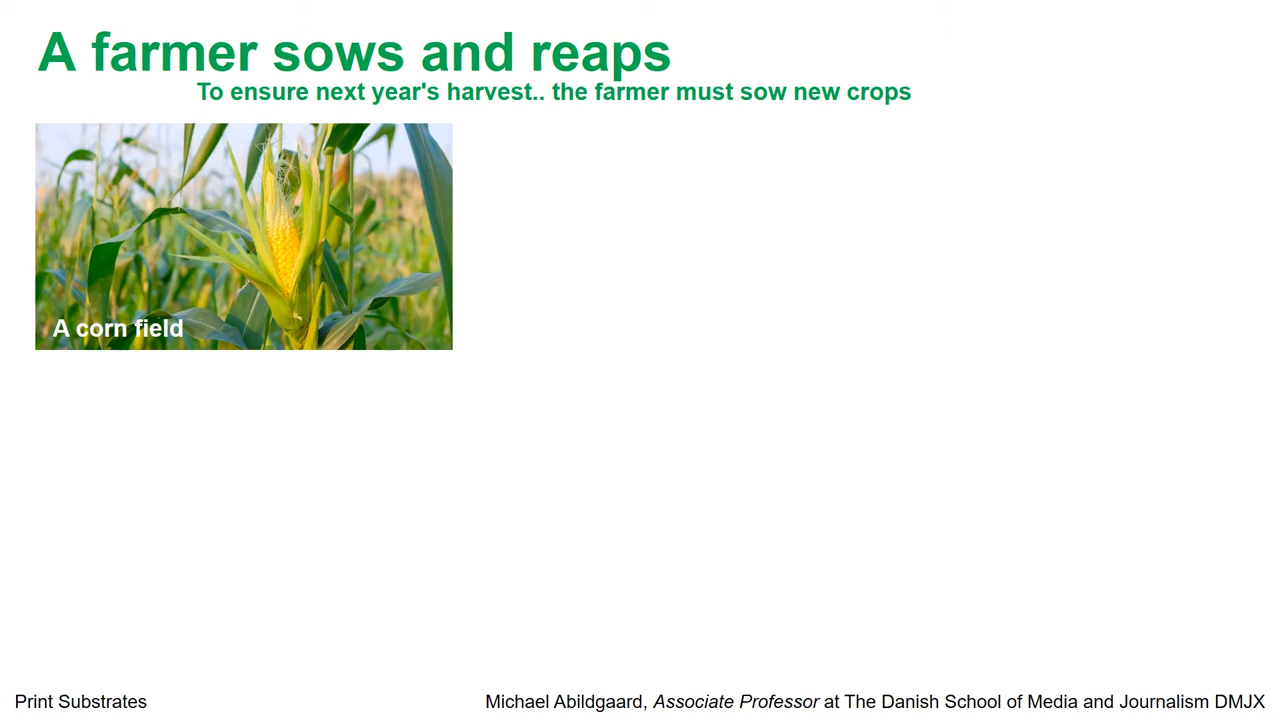 A farmer sows and reaps
To ensure next year's harvest.. the farmer must sow new crops
A corn field
Print Substrates
Michael Abildgaard, Associate Professor at The Danish School of Media and Journalism DMJX